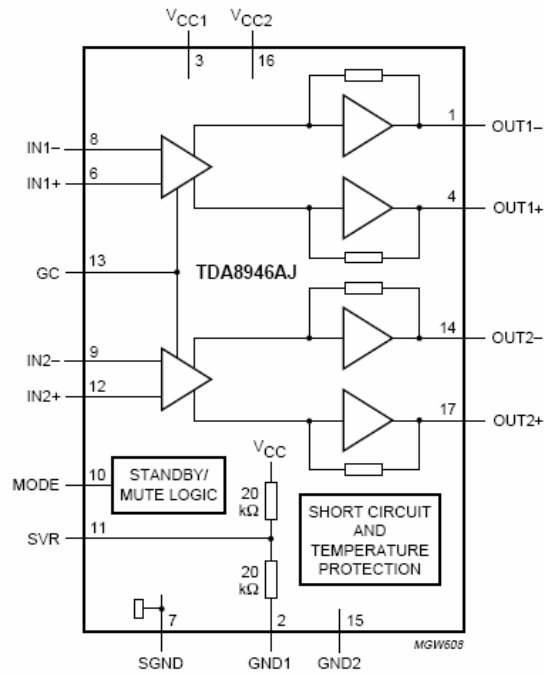 VCC1 VCC2
3 16
1 OUT1–
8 IN1–
6 IN1+
4 OUT1+
13 GC
TDA8946AJ
9 IN2–
14 OUT2–
12 IN2+
17 OUT2+
VCC
10 MODE
STANDBY/
MUTE LOGIC
20
kΩ
SHORT CIRCUIT
AND
TEMPERATURE
PROTECTION
11 SVR
20
kΩ
7 2 15
MGW608
SGND GND1 GND2